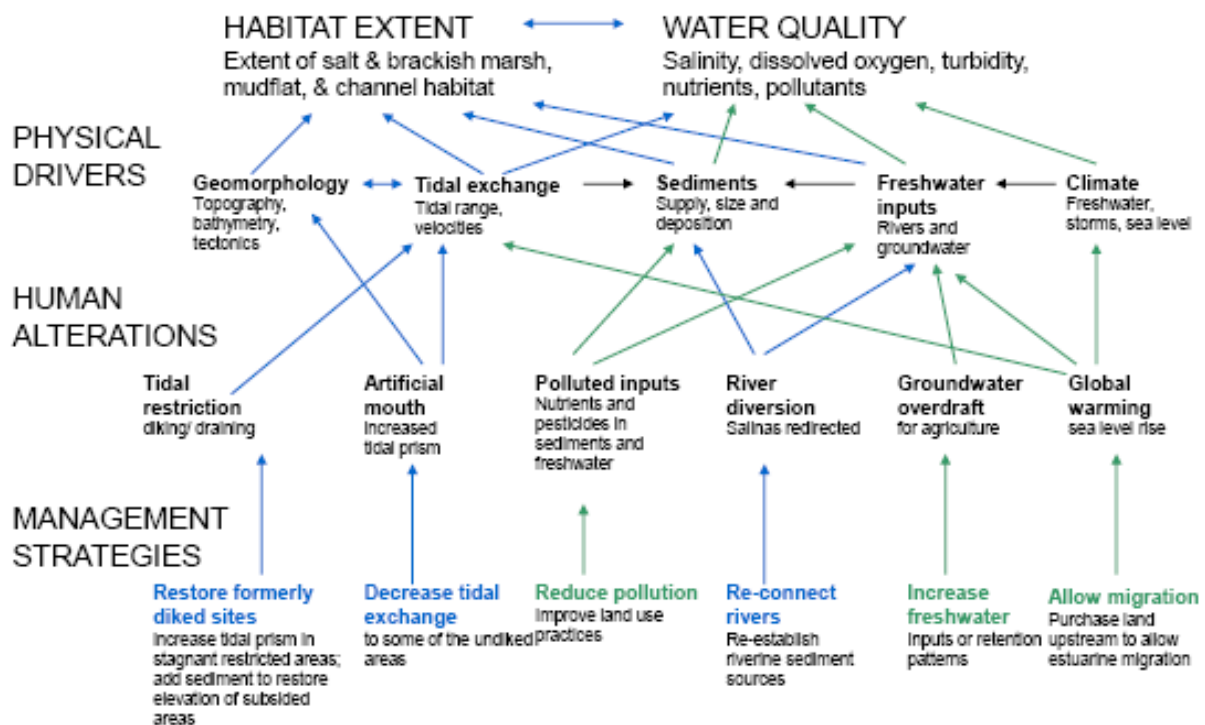 HABITAT EXTENT
Extent of salt & brackish marsh,
mudflat, & channel habitat
WATER QUALITY
Salinity, dissolved oxygen, turbidity,
nutrients, pollutants
PHYSICAL
DRIVERS
Geomorphology
Topography,
bathymetry,
tectonics
Tidal exchange
Tidal range,
velocities
Sediments
Supply, size and
deposition
Freshwater
inputs
Rivers and
groundwater
Climate
Freshwater,
storms, sea level
HUMAN
ALTERATIONS
Tidal
restriction
diking/ draining
Artificial
mouth
increased
tidal prism
Polluted inputs
Nutrients and
pesticides in
sediments and
freshwater
River
diversion
Salinas redirected
Groundwater
overdraft
for agriculture
Global
warming
sea level rise
MANAGEMENT
STRATEGIES
Restore formerly
diked sites
increase tidal prism in
stagnant restricted areas;
add sediment to restore
elevation of subsided
areas
Decrease tidal
exchange
to some of the undiked
areas
Reduce pollution
Improve land use
practices
Re-connect
rivers
Re-establish
riverine sediment
sources
Increase
freshwater
Inputs or retention
patterns
Allow migration
Purchase land
upstream to allow
estuarine migration